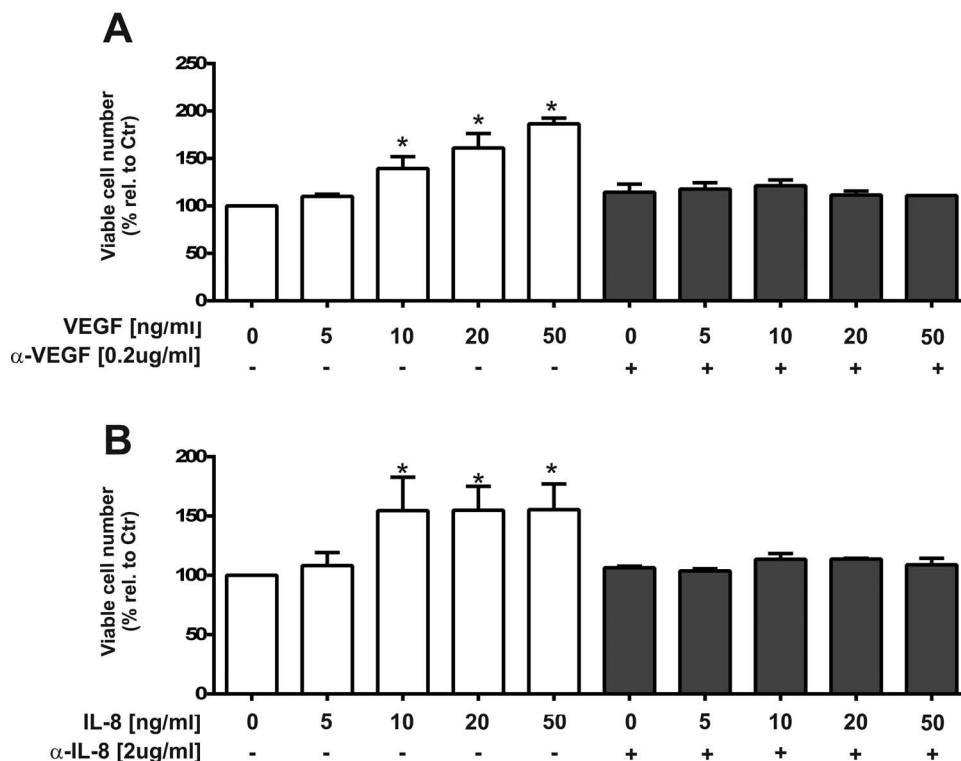 A
250
200
150
100
50
0
Viable cell number
(% rel. to Ctr)
* * *
VEGF [ng/ml] 0 5 10 20 50 0 5 10 20 50
α-VEGF [0.2ug/ml] - - - - - + + + + +
B
200
150
100
50
0
Viable cell number
(% rel. to Ctr)
* * *
IL-8 [ng/ml] 0 5 10 20 50 0 5 10 20 50
α-IL-8 [2ug/ml] - - - - - + + + + +